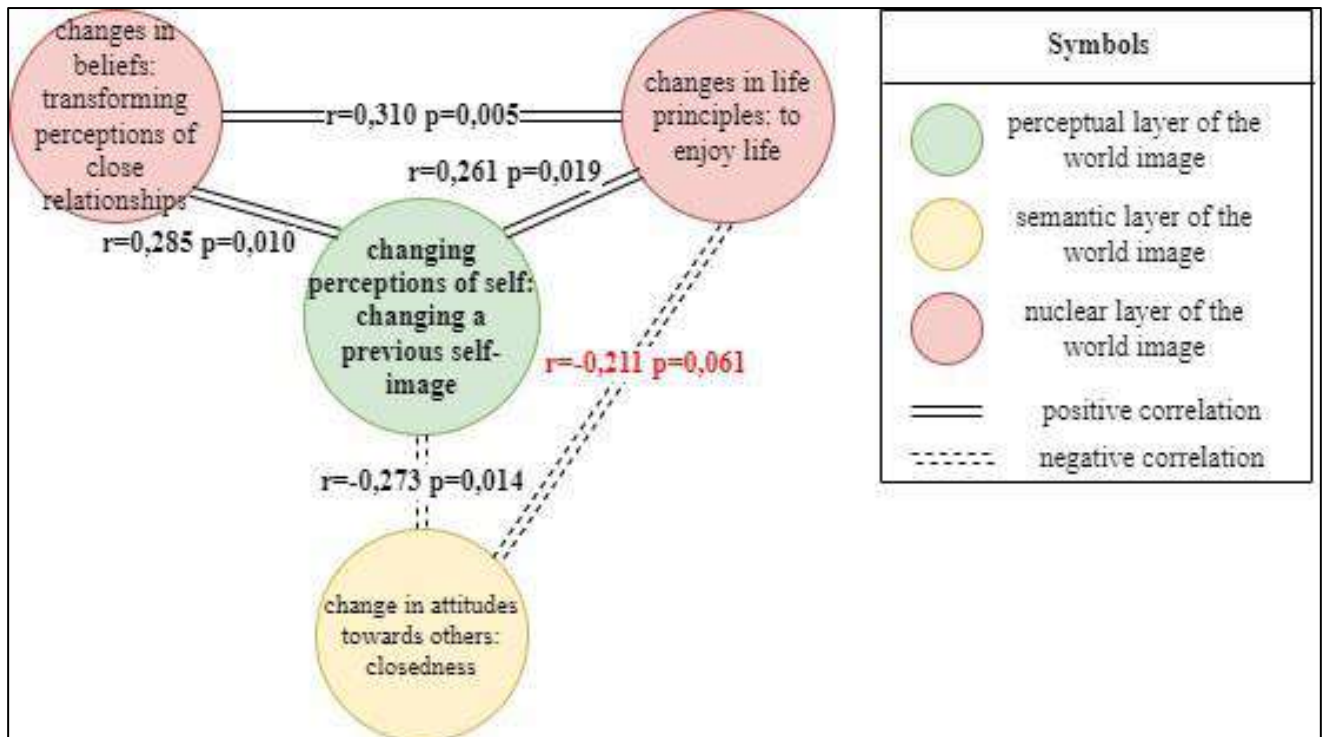 changes in
beliefs:
transforming
perceptions of
close
relationships
r=0,310 p=0,005
changes in life
principles: to
enjoy life
r=0,261 p=0,019
r=0,285 p=0,010
changing
perceptions of self:
changing a
previous self-
image
r=-0,211 p=0,061
r=-0,273 p=0,014
change in attitudes
towards others:
closedness
Symbols
perceptual layer of the
world image
semantic layer of the
world image
nuclear layer of the
world image
positive correlation
negative correlation